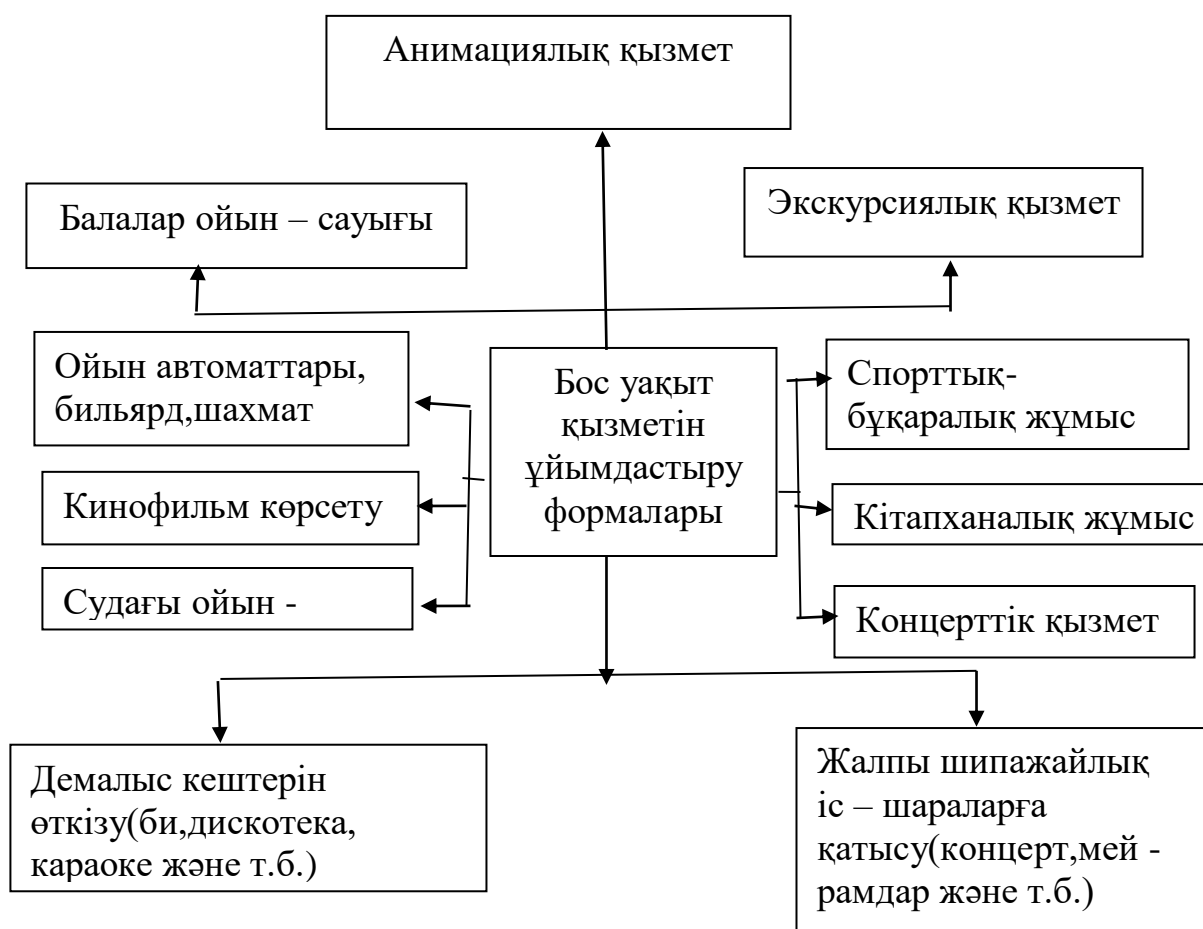 Анимациялық қызмет
Балалар ойын – сауығы
Экскурсиялық қызмет
Ойын автоматтары,
бильярд,шахмат
Бос уақыт
қызметін
ұйымдастыру
формалары
Спорттық-
бұқаралық жұмыс
Кинофильм көрсету
Кітапханалық жұмыс
Судағы ойын -
Концерттік қызмет
Демалыс кештерін
өткізу(би,дискотека,
караоке және т.б.)
Жалпы шипажайлық
іс – шараларға
қатысу(концерт,мей -
рамдар және т.б.)